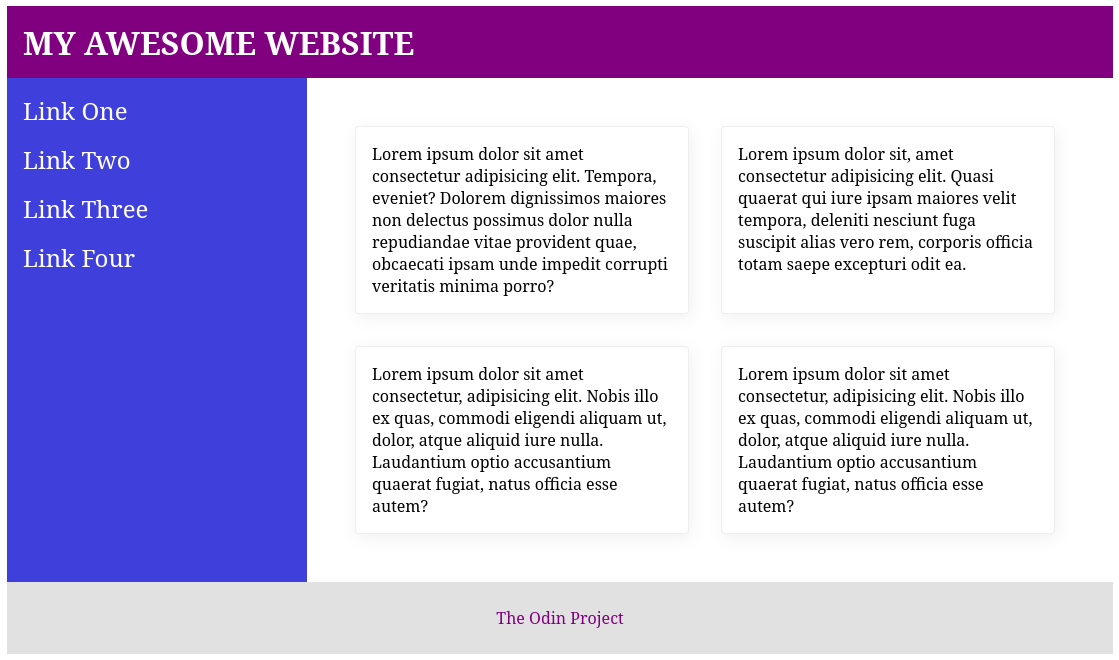 MY AWESOME WEBSITE
Link One
Link Two
Link Three
Link Four
Lorem ipsum dolor sit amet
consectetur adipisicing elit. Tempora,
eveniet? Dolorem dignissimos maiores
non delectus possimus dolor nulla
repudiandae vitae provident quae,
obcaecati ipsam unde impedit corrupti
veritatis minima porro?
Lorem ipsum dolor sit, amet
consectetur adipisicing elit. Quasi
quaerat qui iure ipsam maiores velit
tempora, deleniti nesciunt fuga
suscipit alias vero rem, corporis officia
totam saepe excepturi odit ea.
Lorem ipsum dolor sit amet
consectetur, adipisicing elit. Nobis illo
ex quas, commodi eligendi aliquam ut,
dolor, atque aliquid iure nulla.
Laudantium optio accusantium
quaerat fugiat, natus officia esse
autem?
Lorem ipsum dolor sit amet
consectetur, adipisicing elit. Nobis illo
ex quas, commodi eligendi aliquam ut,
dolor, atque aliquid iure nulla.
Laudantium optio accusantium
quaerat fugiat, natus officia esse
autem?
The Odin Project